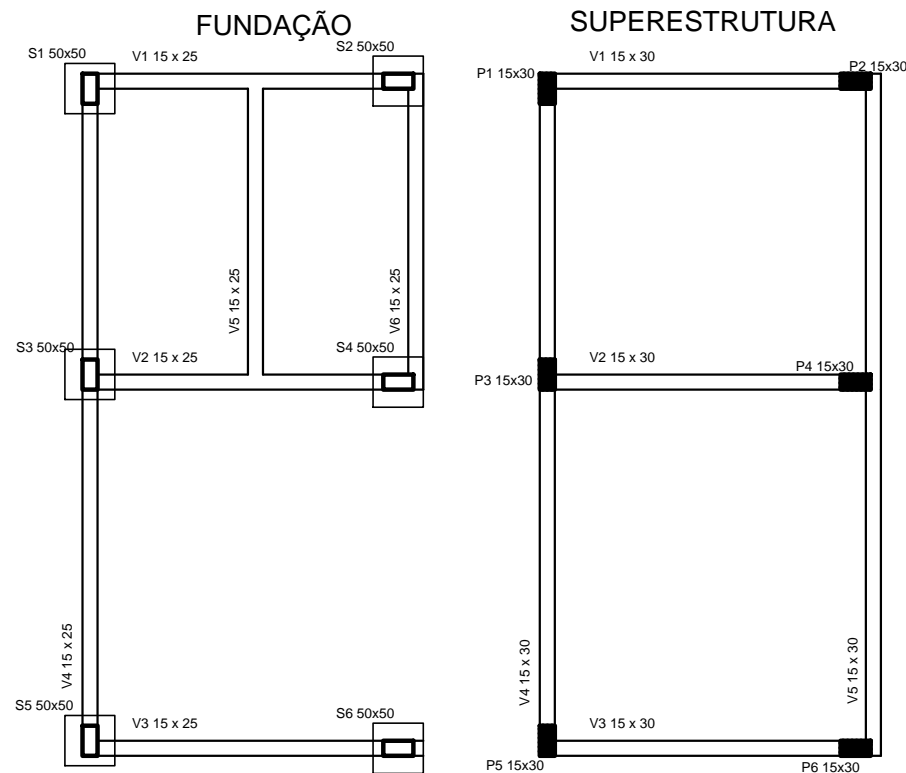 FUNDAÇÃO
S1 50x50
V1 15 x 25
S2 50x50
V5 15 x 25
V6 15 x 25
S3 50x50
V2 15 x 25
S4 50x50
V4 15 x 25
S5 50x50
V3 15 x 25
S6 50x50
SUPERESTRUTURA
P1 15x30
V1 15 x 30
P2 15x30
P3 15x30
V2 15 x 30
P4 15x30
V4 15 x 30
V5 15 x 30
V3 15 x 30
P5 15x30
P6 15x30